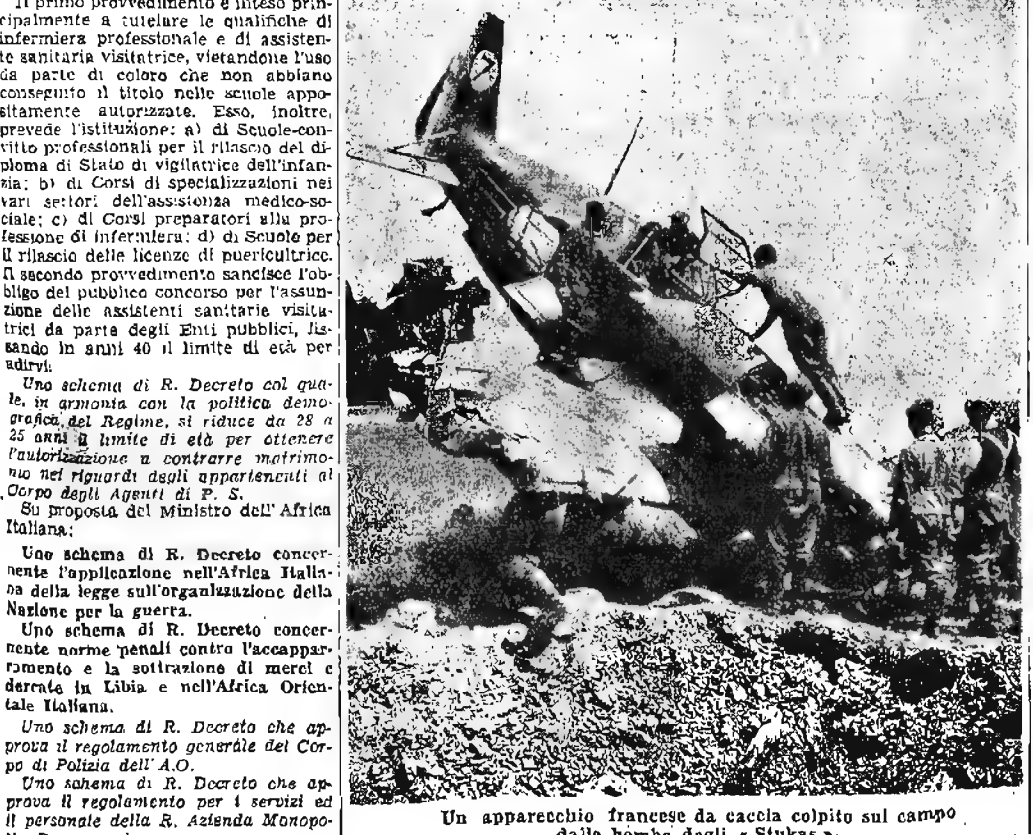 Il primo provvedimento è inteso prin-
cipalmente a tutelare le qualifiche di
infermiera professionale e di assisten-
te sanitaria visitatrice, vietandone l'uso
da parte di coloro che non abbiano
conseguito il titolo nelle scuole appo-
sitamente autorizzate. Esso, inoltre,
prevede l'istituzione: a) di Scuole-con-
vitto professionali per il rilascio del di-
ploma di Stato di vigilatrice dell'infan-
zia; b) di Corsi di specializzazioni nei
vari settori dell'assistenza medico-so-
ciale; c) di Corsi preparatori alla pro-
fessione di infermiera; d) di Scuole per
il rilascio delle licenze di puericultrice.
Il secondo provvedimento sancisce l'ob-
bligo del pubblico concorso per l'assun-
zione delle assistenti sanitarie visita-
trici da parte degli Enti pubblici, fis-
sando in anni 40 il limite di età per
adirvi.
Uno schema di R. Decreto col qua-
le, in armonia con la politica demo-
grafica del Regime, si riduce da 28 a
25 anni il limite di età per ottenere
l'autorizzazione a contrarre matrimo-
nio nei riguardi degli appartenenti al
Corpo degli Agenti di P. S.
Su proposta del Ministro dell'Africa
Italiana:
Uno schema di R. Decreto concer-
nente l'applicazione nell'Africa Italia-
na della legge sull'organizzazione della
Nazione per la guerra.
Uno schema di R. Decreto concer-
nente norme penali contro l'accappar-
ramento e la sottrazione di merci e
derrate in Libia e nell'Africa Orien-
tale Italiana.
Uno schema di R. Decreto che ap-
prova il regolamento generale del Cor-
po di Polizia dell'A.O.
Uno schema di R. Decreto che ap-
prova il regolamento per i servizi ed
il personale della R. Azienda Monopo-
Un apparecchio francese da caccia colpito sul campo
dalle bombe degli « Stukas »